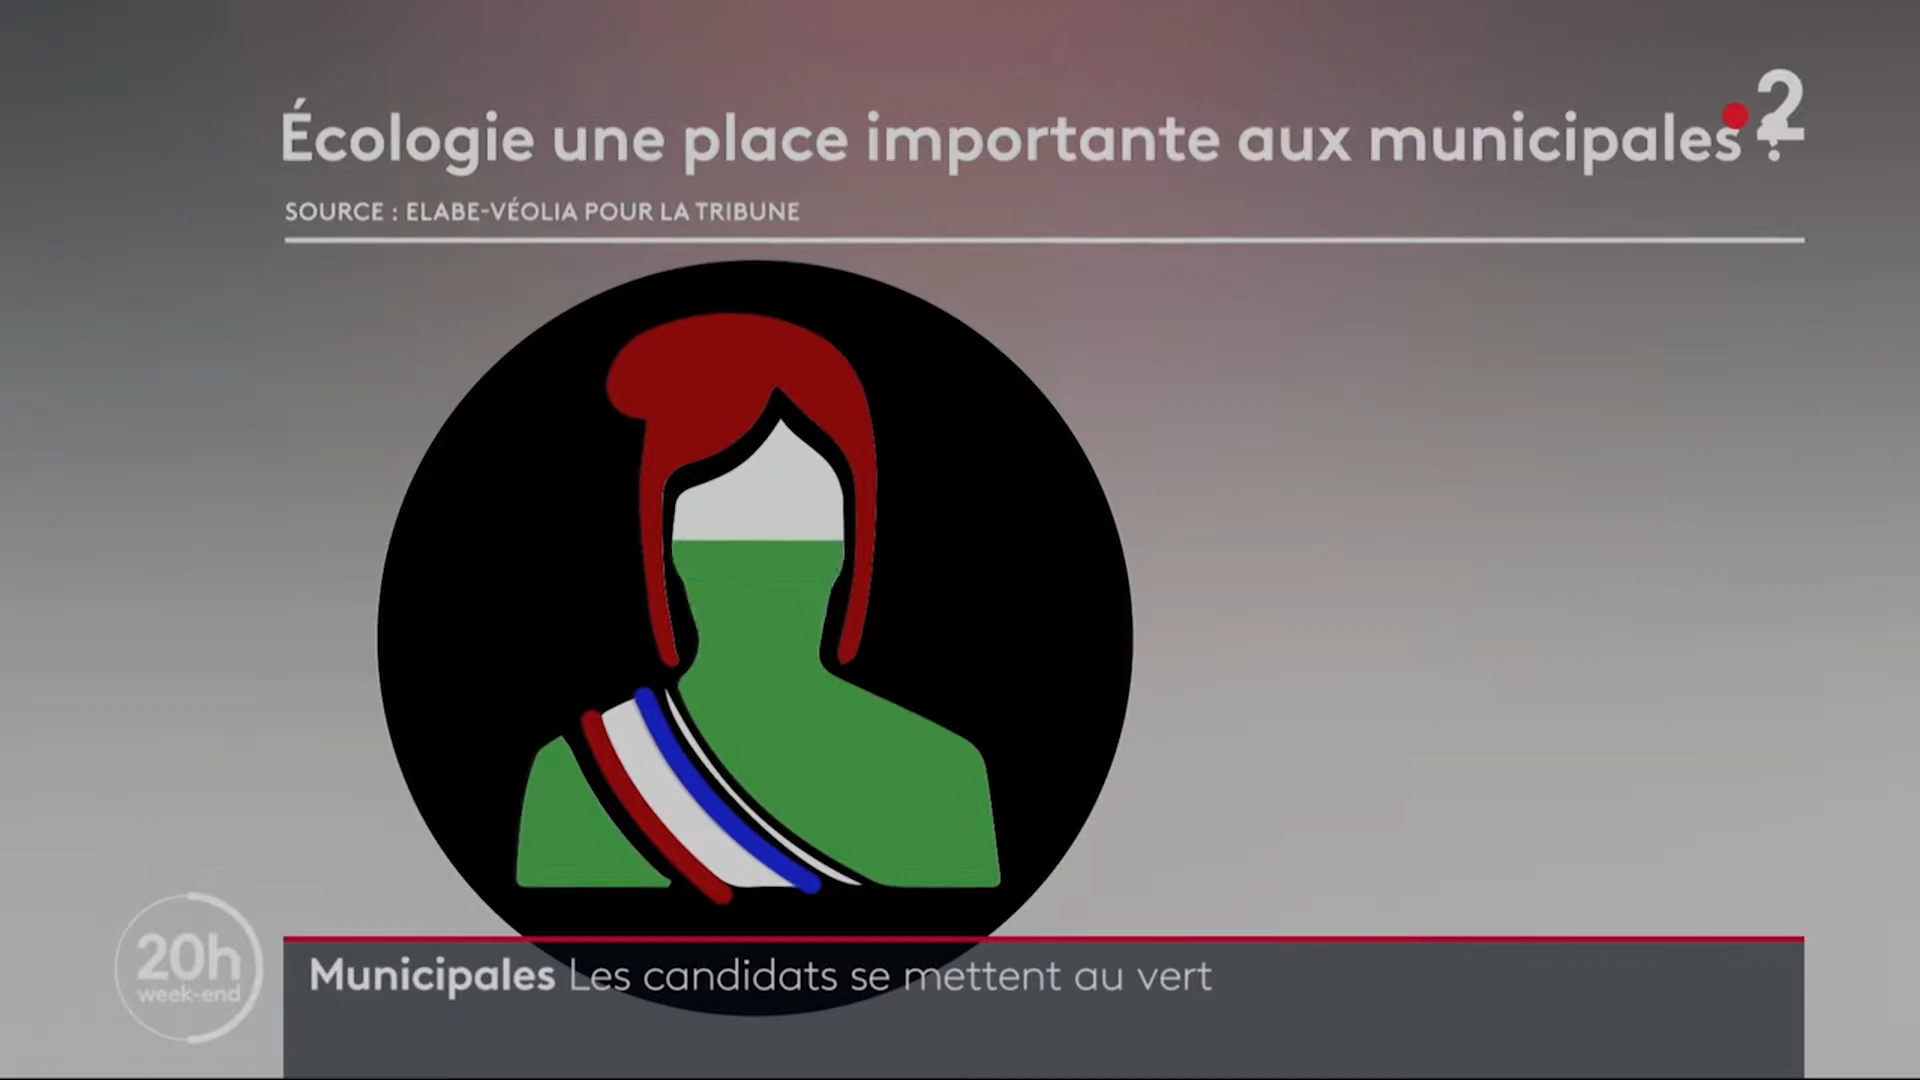 Écologie une place importante aux municipales ?
2
SOURCE : ELABE-VÉOLIA POUR LA TRIBUNE
20h
week-end
Municipales Les candidats se mettent au vert